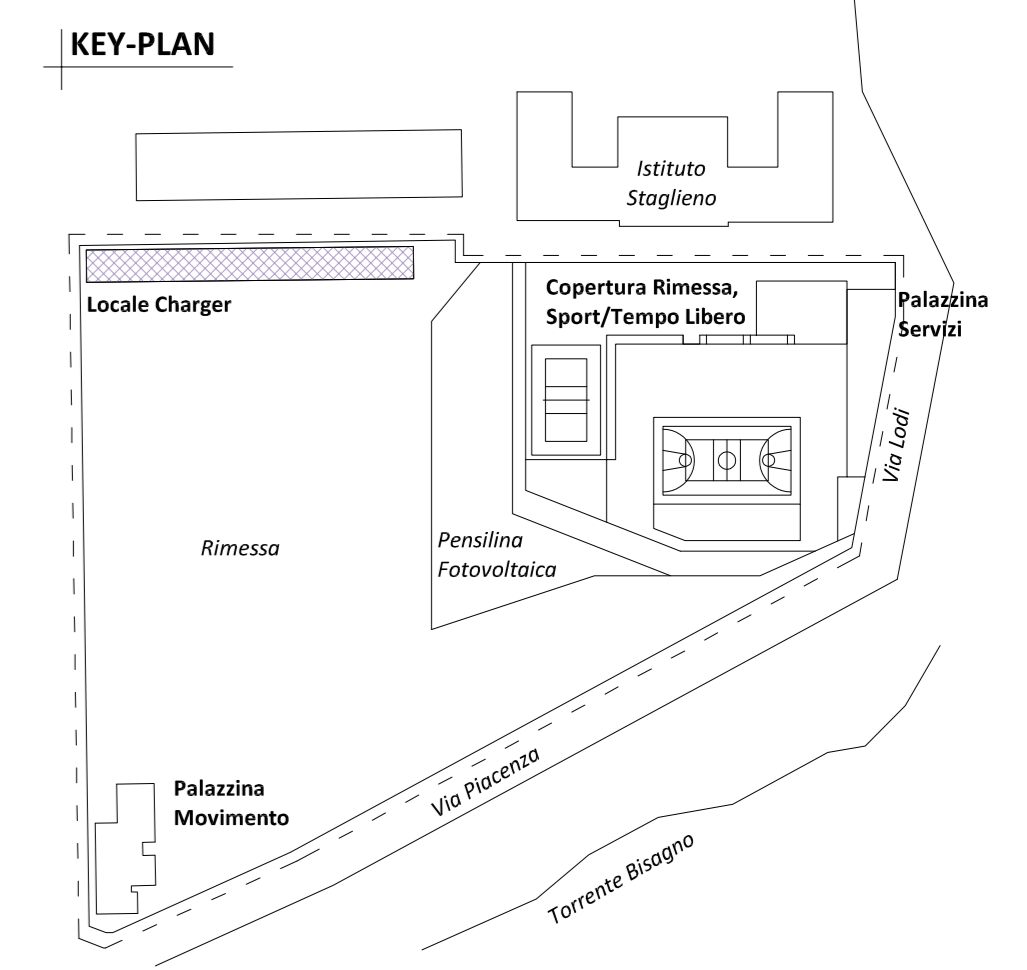 KEY-PLAN
Istituto
Staglieno
Locale Charger
Copertura Rimessa,
Sport/Tempo Libero
Palazzina
Servizi
Via Lodi
Rimessa
Pensilina
Fotovoltaica
Palazzina
Movimento
Via Piacenza
Torrente Bisagno